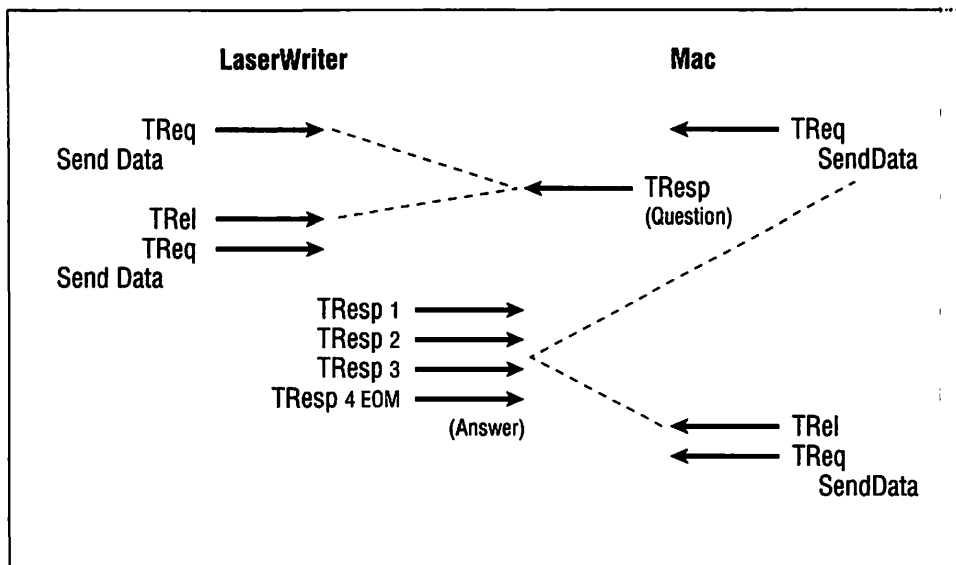 LaserWriter
Mac
TReq
Send Data
TReq
SendData
TResp
(Question)
TRel
TReq
Send Data
TResp 1
TResp 2
TResp 3
TResp 4 EOM
(Answer)
TRel
TReq
SendData